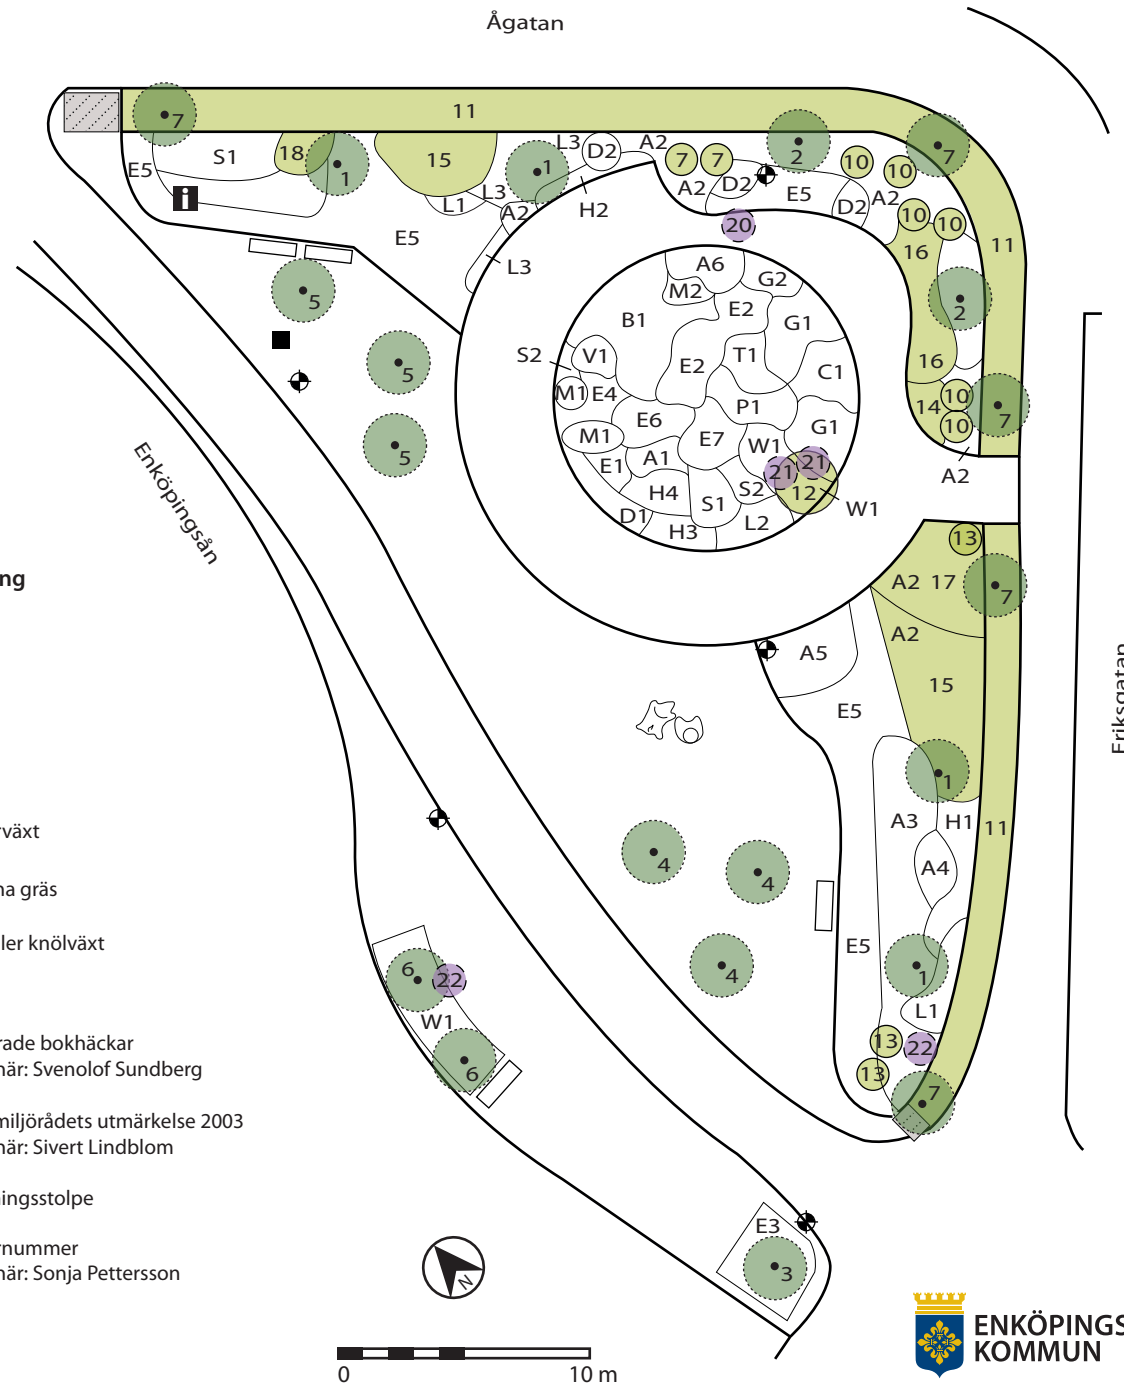 Ågatan
11
7
S1
18
1
15
1
L3
D2
A2
7
7
2
10
10
7
E5
L1
L3
A2
H2
A2
D2
E5
D2
A2
10
10
E5
L3
20
16
11
A6
G2
M2
E2
G1
B1
2
5
S2
V1
T1
C1
16
5
M1
E4
E2
14
10
7
P1
E6
G1
10
5
M1
E7
W1
A1
21
21
E1
A2
H4
S2
12
W1
S1
D1
L2
H3
Enköpingsån
13
ng
A2
17
7
A2
A5
15
E5
Eriksgatan
1
rväxt
A3
H1
11
4
4
A4
na gräs
ler knölväxt
E5
4
1
6
22
W1
L1
rade bokhäckar
13
22
när: Svenolof Sundberg
6
13
7
miljörådets utmärkelse 2003
när: Sivert Lindblom
ningsstolpe
E3
rnummer
när: Sonja Pettersson
3
N
0
10 m
ENKÖPINGS
KOMMUN